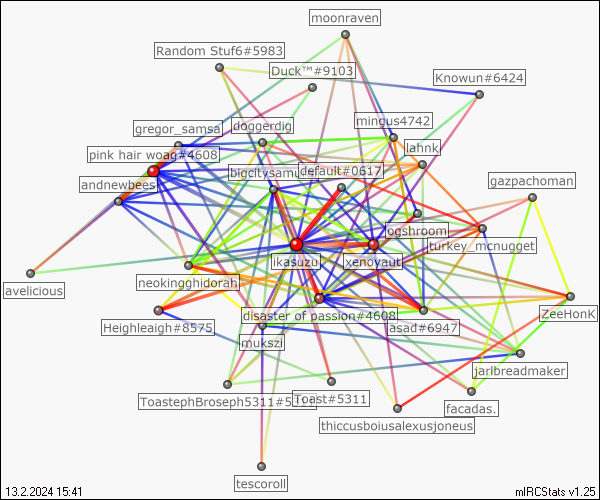 moonraven
Random Stuf6#5983
Duck™#9103
Knowun#6424
mingus4742
gregor_samsa
doggerdig
lahnk
pink hair woag#4608
bigcitysamu
default#0617
andnewbees
gazpachoman
ogshroom
turkey_mcnugget
ikasuzu
xenovaut
avelicious
neokingghidorah
disaster of passion#4608
ZeeHonK
Heighleaigh#8575
asad#6947
mukszi
jarlbreadmaker
ToastephBroseph5311#5311
Toast#5311
facadas.
thiccusboiusalexusjoneus
tescoroll
13.2.2024 15:41
mIRCStats v1.25